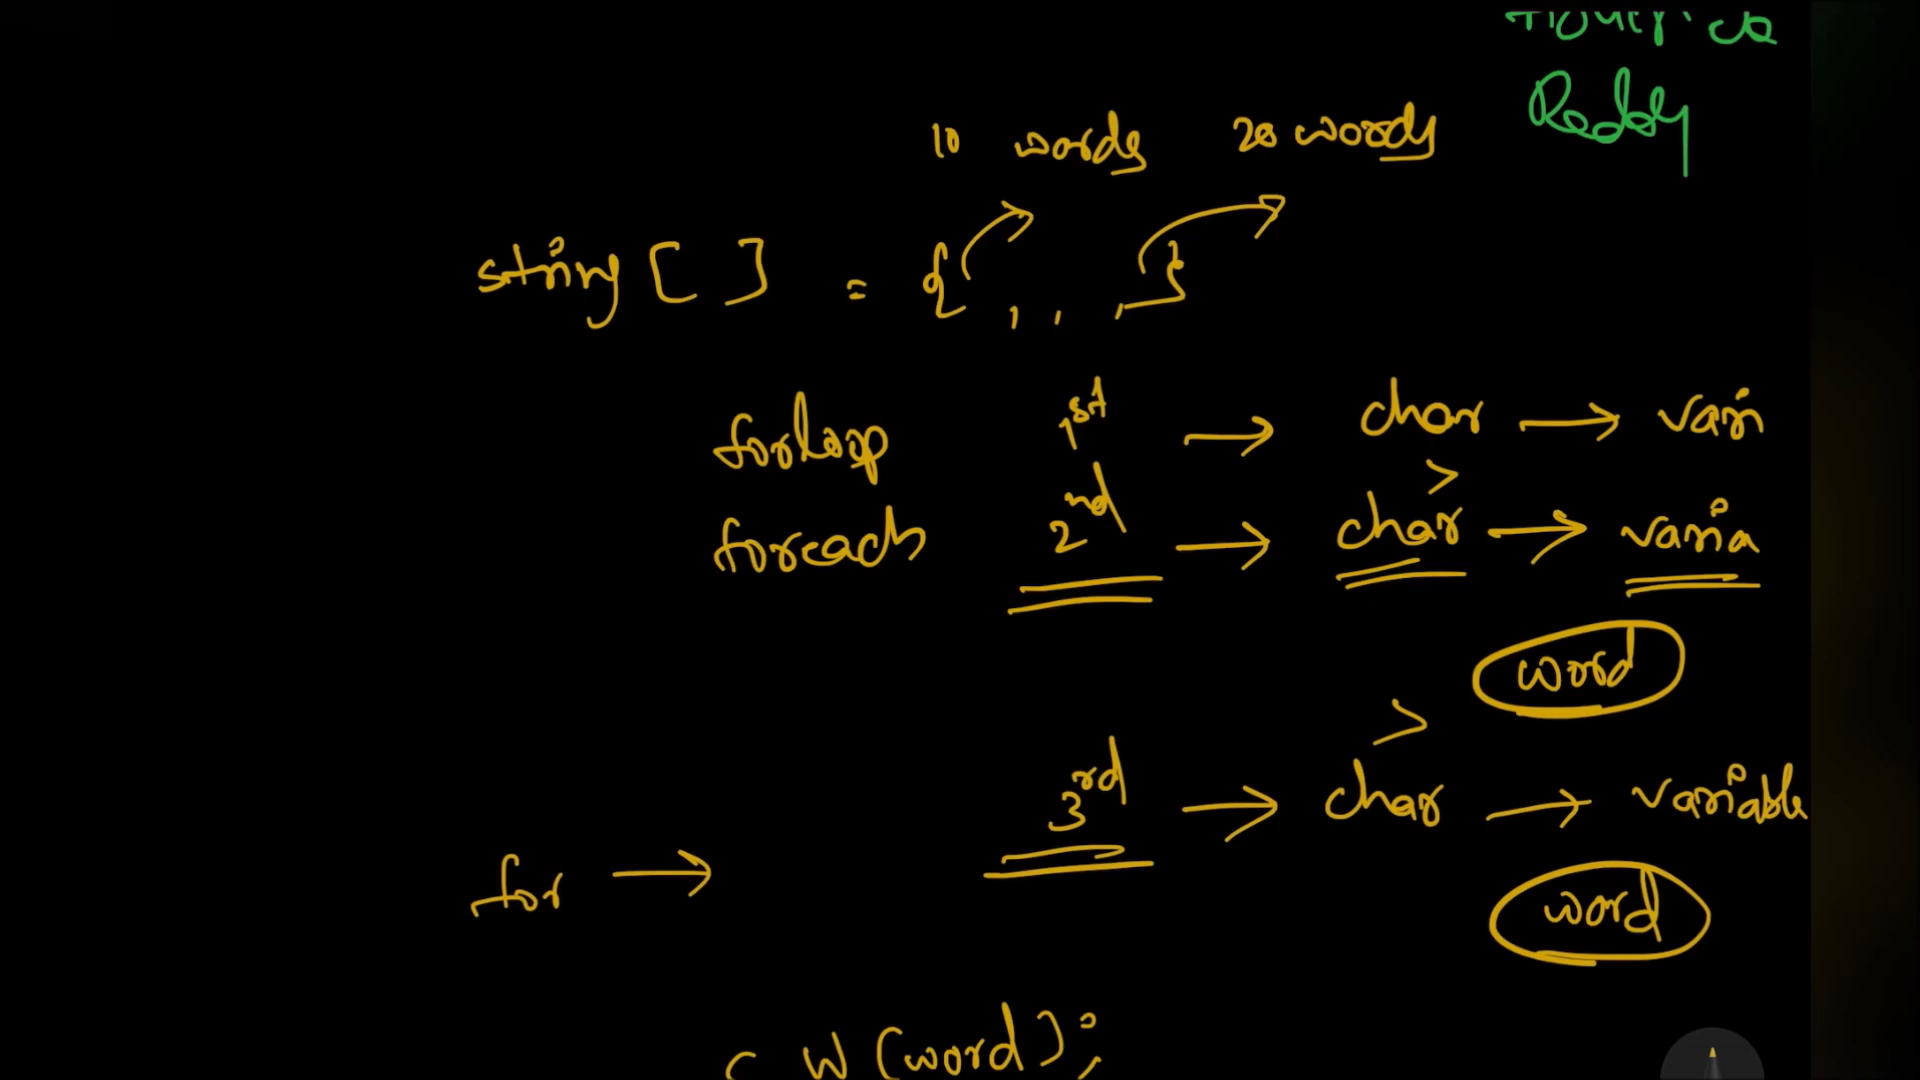 Reddy
10 words 20 words
string [ ] = { , , , }
forloop 1st → char → vari
>
foreach 2nd → char → varia
word
>
3rd → char → variable
for →
word
C W (word);